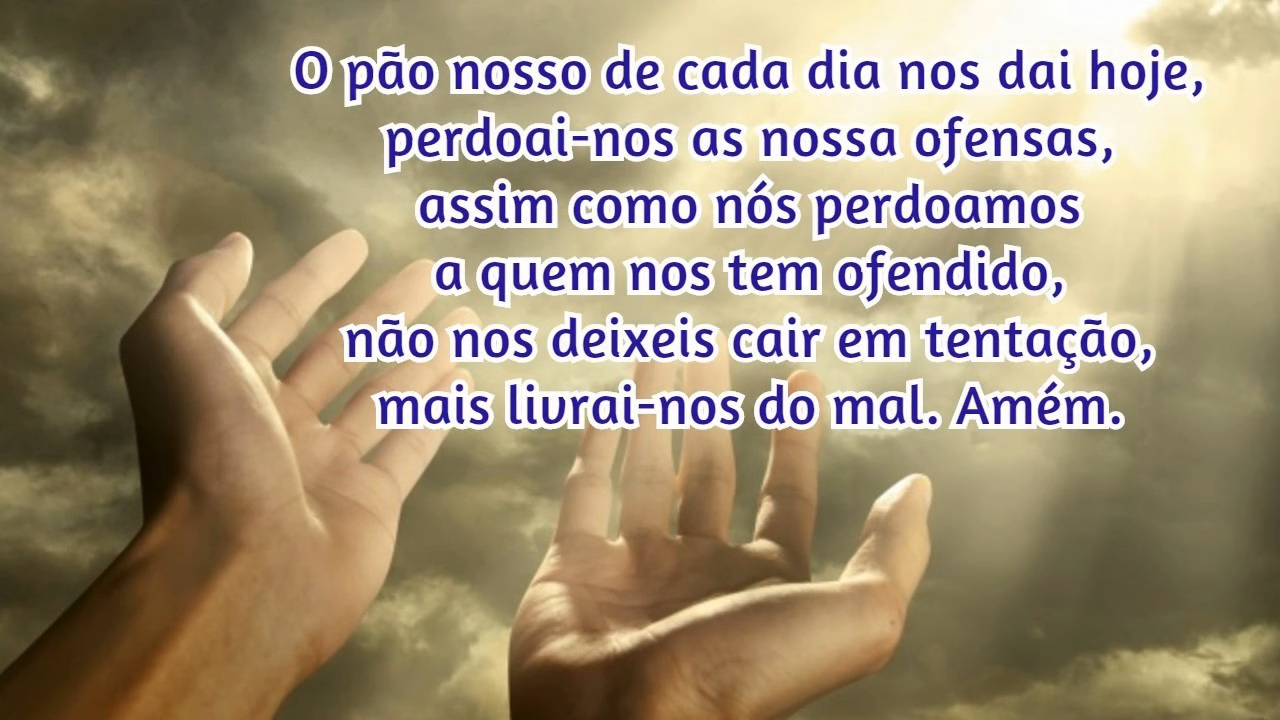 O pão nosso de cada dia nos dai hoje,
perdoai-nos as nossa ofensas,
assim como nós perdoamos
a quem nos tem ofendido,
não nos deixeis cair em tentação,
mais livrai-nos do mal. Amém.